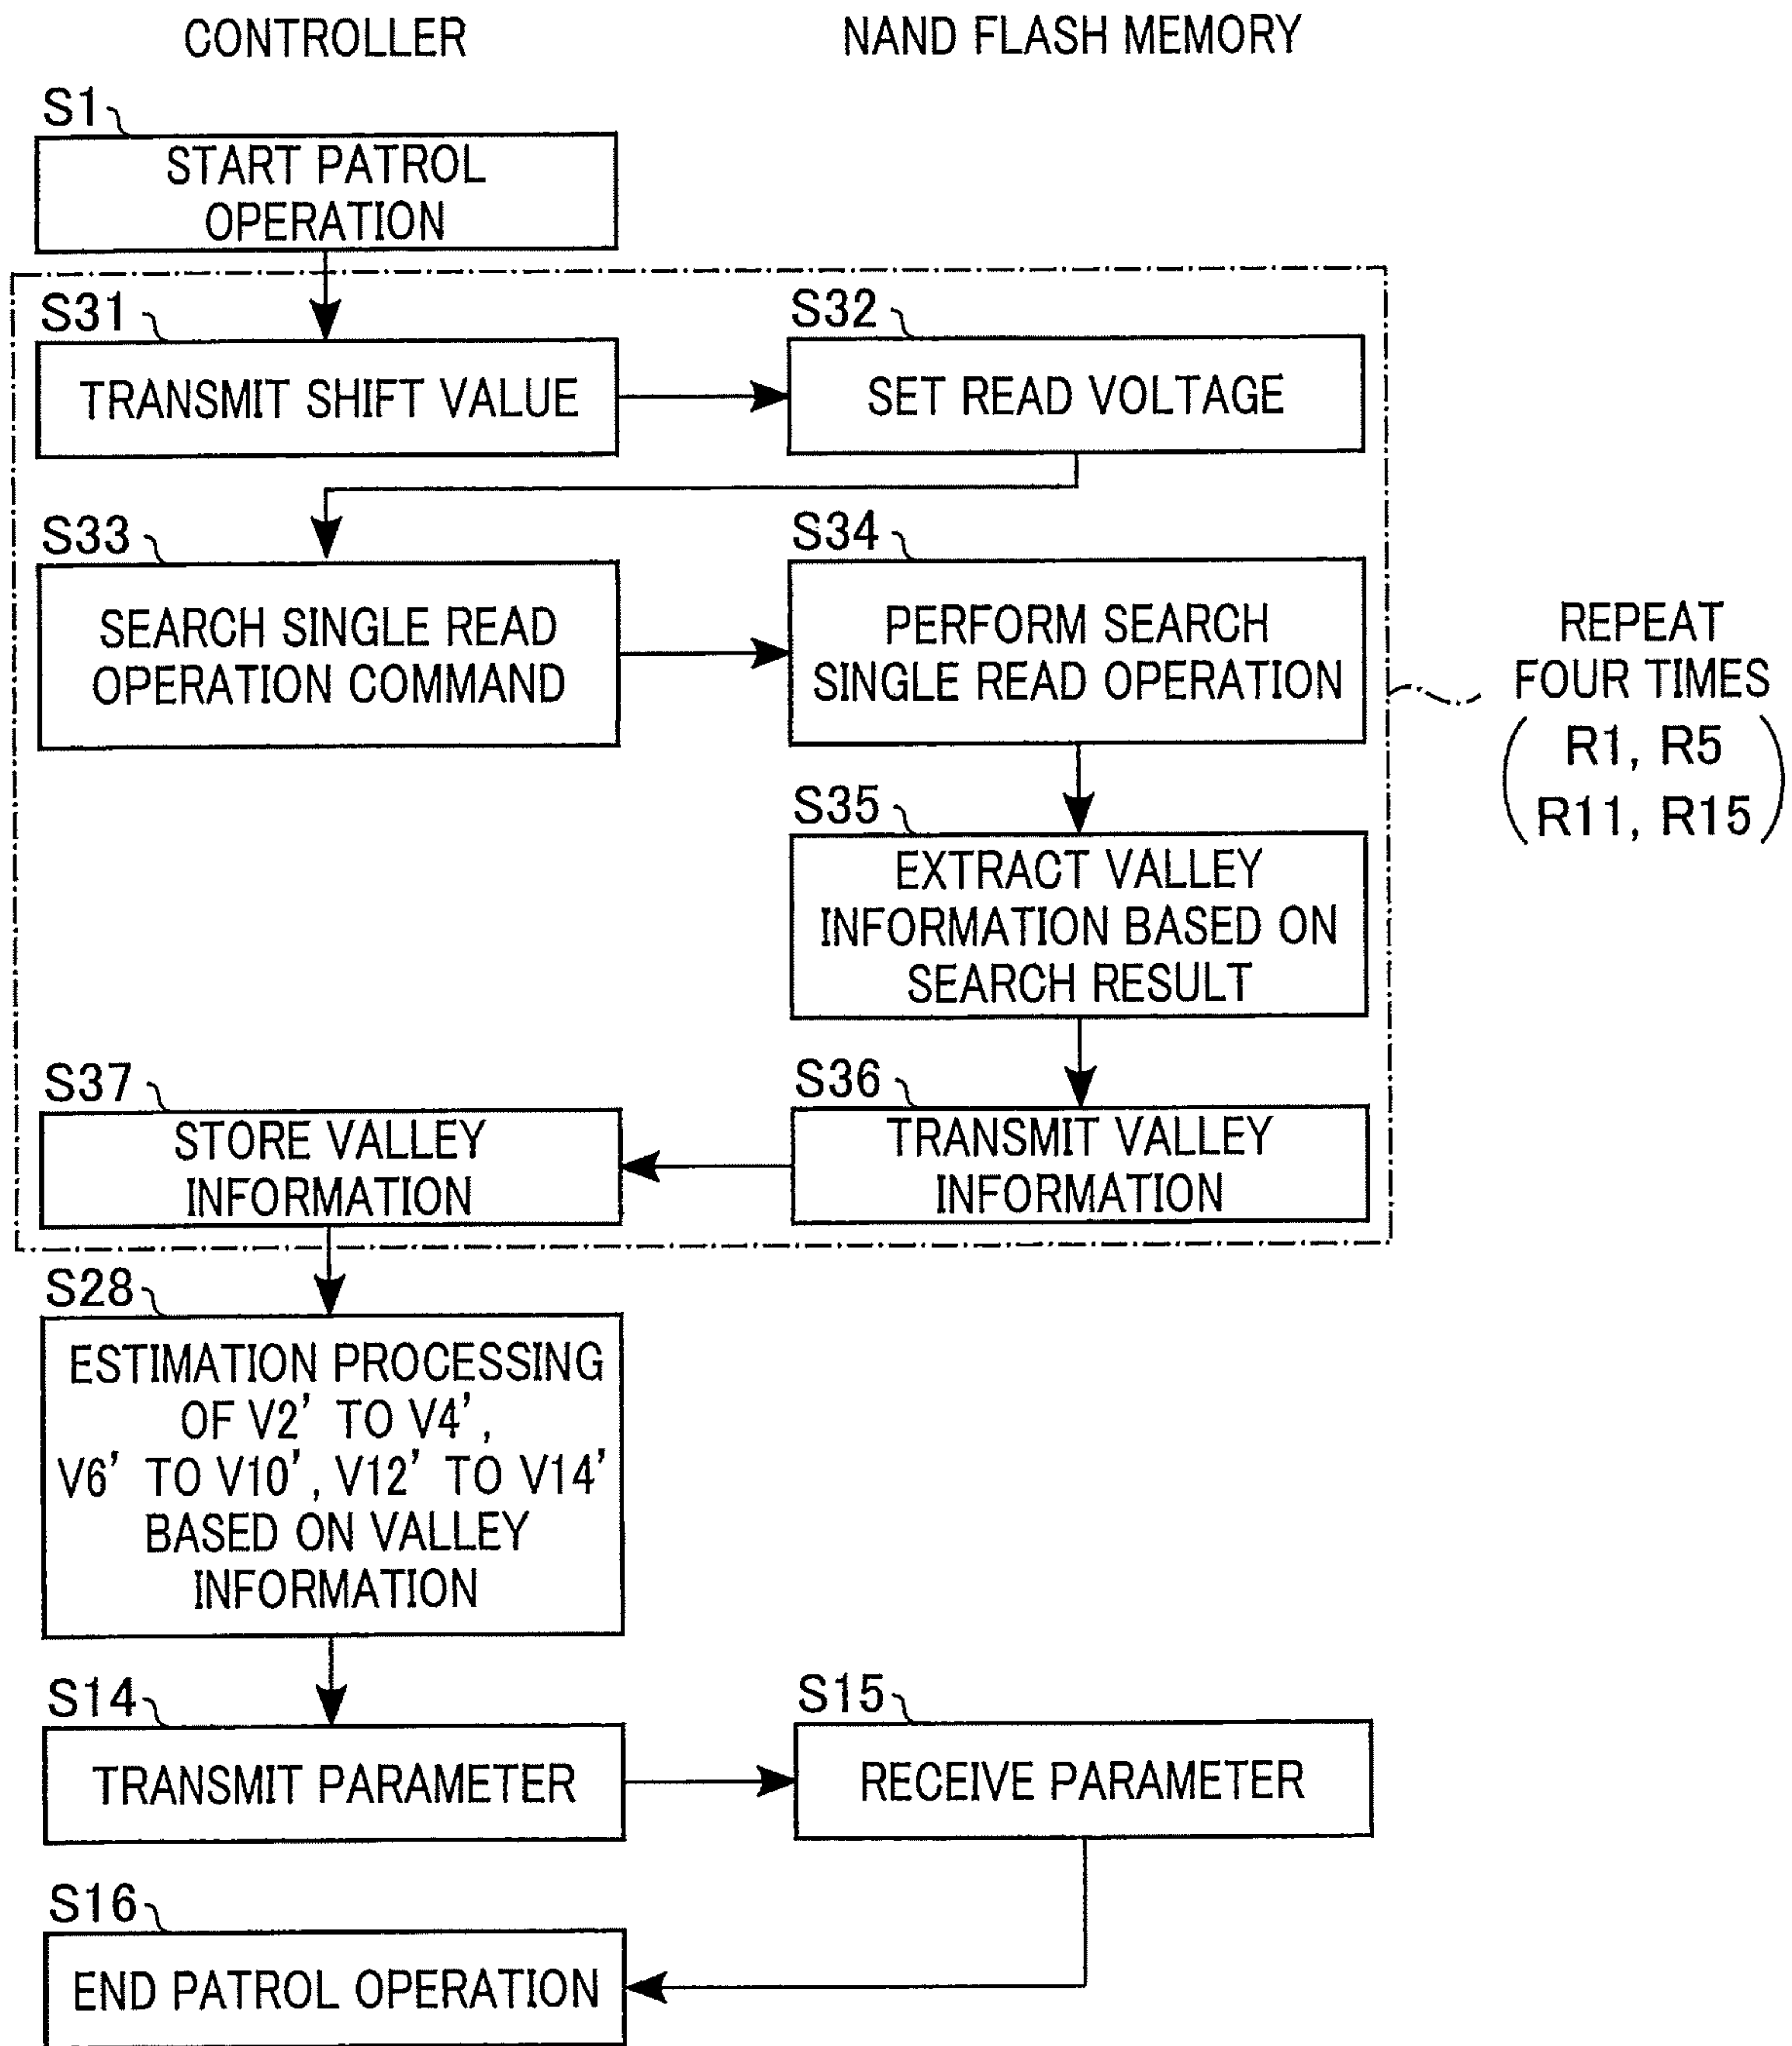 CONTROLLER
NAND FLASH MEMORY
S1
START PATROL
OPERATION
S31
TRANSMIT SHIFT VALUE
S32
SET READ VOLTAGE
S33
SEARCH SINGLE READ
OPERATION COMMAND
S34
PERFORM SEARCH
SINGLE READ OPERATION
REPEAT
FOUR TIMES
(R1, R5
R11, R15)
S35
EXTRACT VALLEY
INFORMATION BASED ON
SEARCH RESULT
S36
TRANSMIT VALLEY
INFORMATION
S37
STORE VALLEY
INFORMATION
S28
ESTIMATION PROCESSING
OF V2' TO V4',
V6' TO V10', V12' TO V14'
BASED ON VALLEY
INFORMATION
S14
TRANSMIT PARAMETER
S15
RECEIVE PARAMETER
S16
END PATROL OPERATION